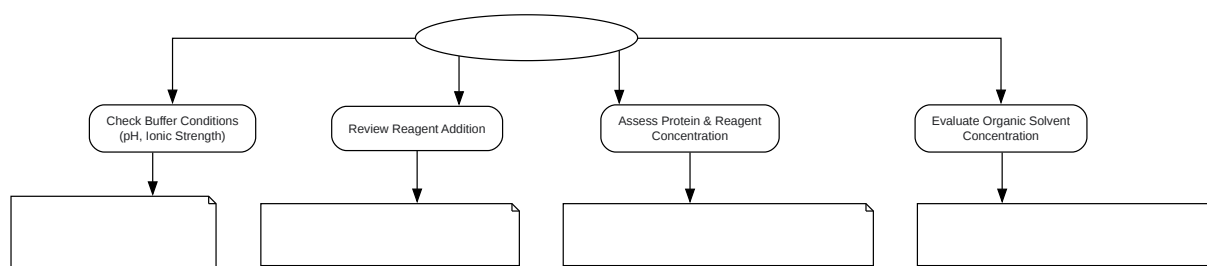 Check Buffer Conditions
(pH, Ionic Strength)
Review Reagent Addition
Assess Protein & Reagent
Concentration
Evaluate Organic Solvent
Concentration